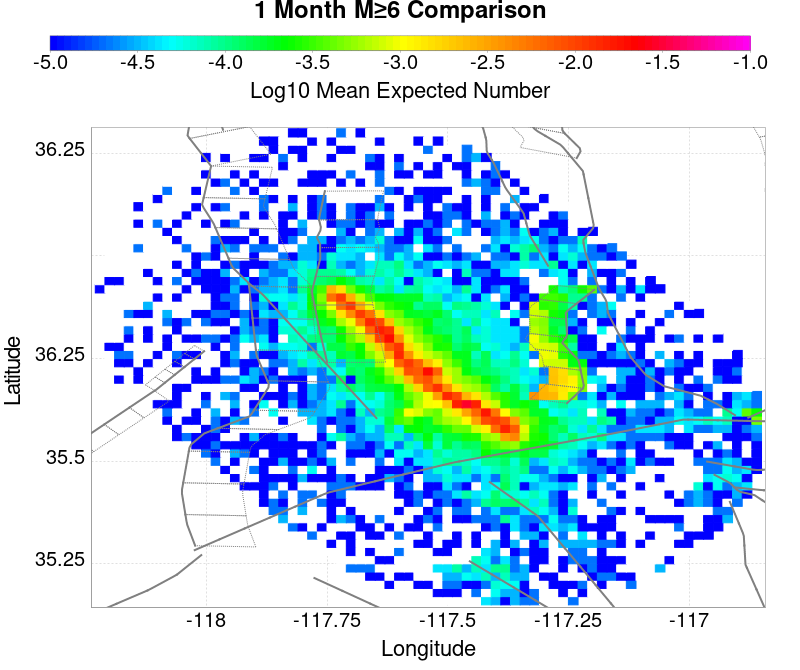 1 Month M≥6 Comparison
-5.0 -4.5 -4.0 -3.5 -3.0 -2.5 -2.0 -1.5 -1.0
Log10 Mean Expected Number
36.25
36.25
35.5
35.25
Latitude
-118 -117.75 -117.5 -117.25 -117
Longitude